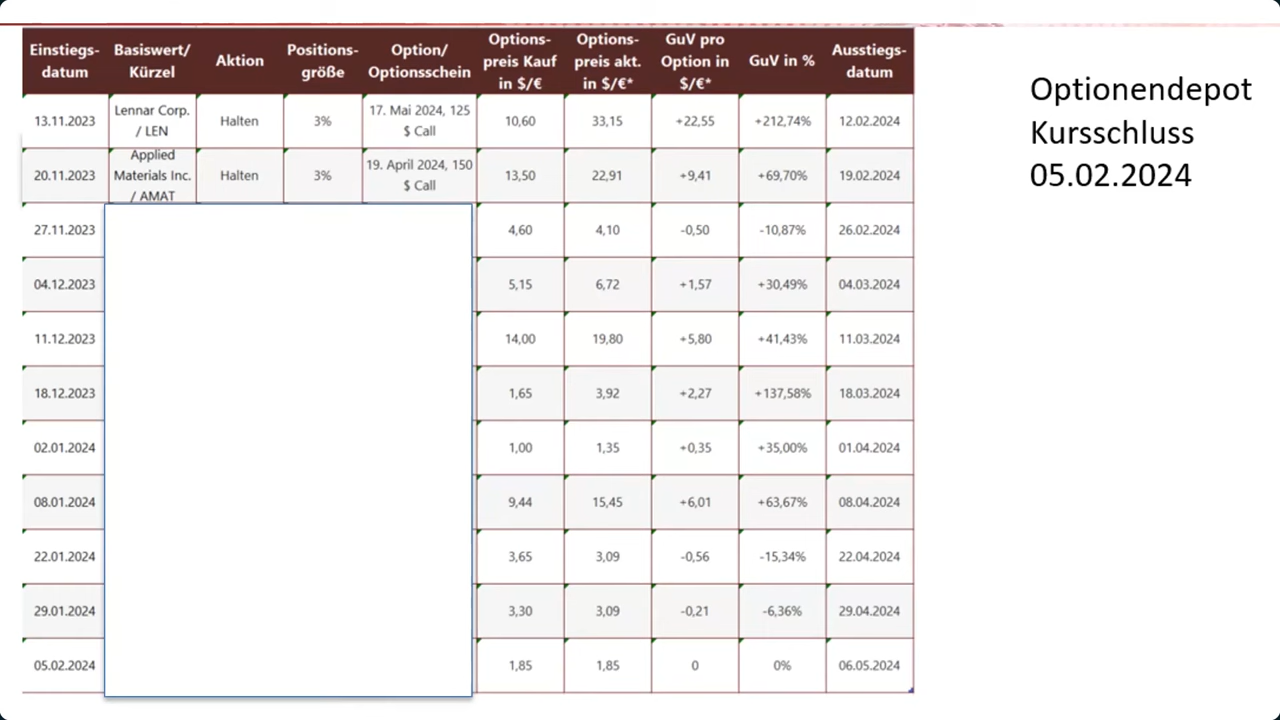 Einstiegs-
datum
Basiswert/
Kürzel
Aktion
Positions-
größe
Option/
Optionsschein
Options-
preis Kauf
in $/€
Options-
preis akt.
in $/€*
GuV pro
Option in
$/€*
GuV in %
Ausstiegs-
datum
13.11.2023
Lennar Corp.
/ LEN
Halten
3%
17. Mai 2024, 125
$ Call
10,60
33,15
+22,55
+212,74%
12.02.2024
20.11.2023
Applied
Materials Inc.
/ AMAT
Halten
3%
19. April 2024, 150
$ Call
13,50
22,91
+9,41
+69,70%
19.02.2024
27.11.2023
4,60
4,10
-0,50
-10,87%
26.02.2024
04.12.2023
5,15
6,72
+1,57
+30,49%
04.03.2024
11.12.2023
14,00
19,80
+5,80
+41,43%
11.03.2024
18.12.2023
1,65
3,92
+2,27
+137,58%
18.03.2024
02.01.2024
1,00
1,35
+0,35
+35,00%
01.04.2024
08.01.2024
9,44
15,45
+6,01
+63,67%
08.04.2024
22.01.2024
3,65
3,09
-0,56
-15,34%
22.04.2024
29.01.2024
3,30
3,09
-0,21
-6,36%
29.04.2024
05.02.2024
1,85
1,85
0
0%
06.05.2024
Optionendepot
Kursschluss
05.02.2024